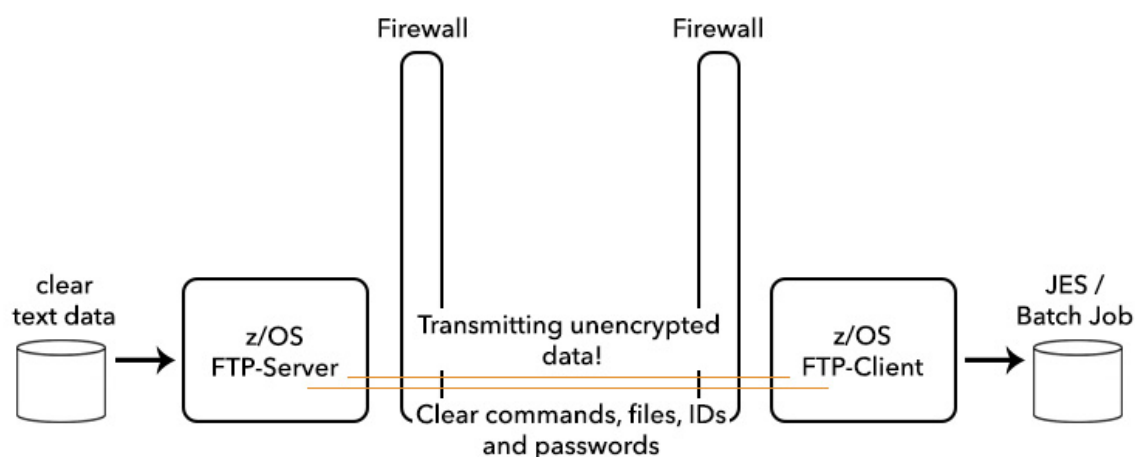 Firewall
Firewall
clear
text data
z/OS
FTP-Server
Transmitting unencrypted
data!
Clear commands, files, IDs
and passwords
z/OS
FTP-Client
JES /
Batch Job